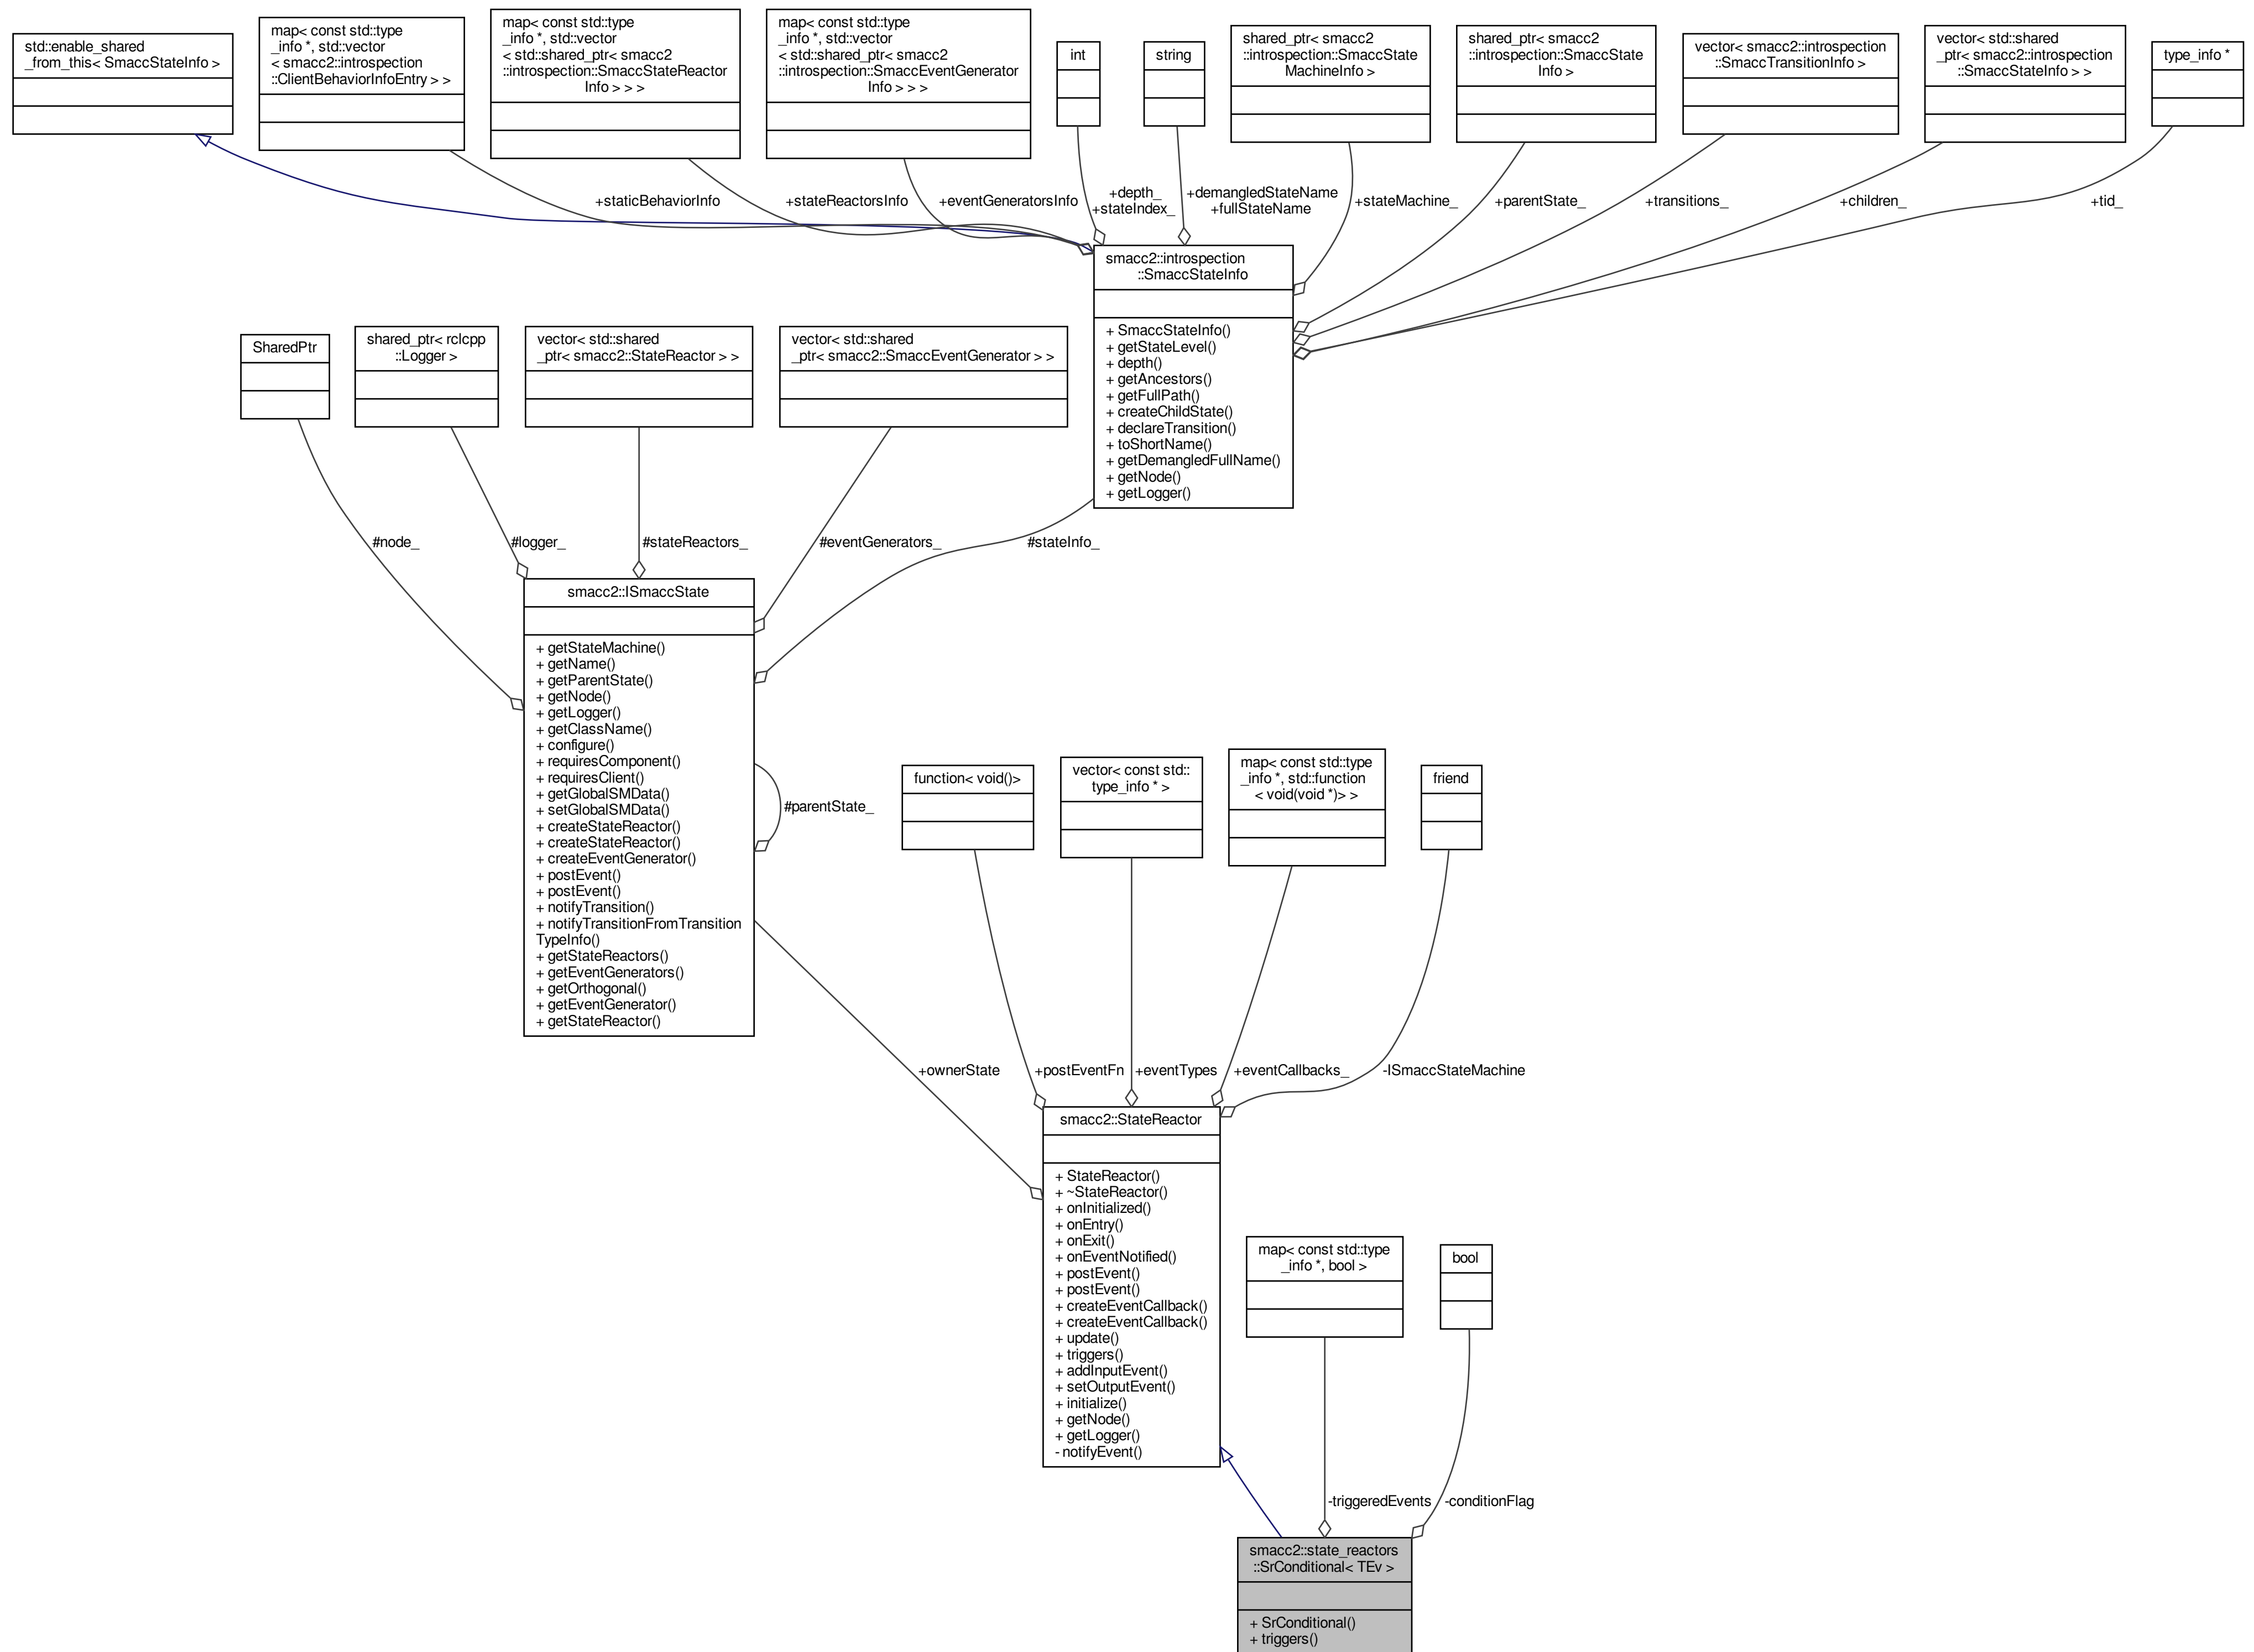 std::enable_shared
_from_this< SmaccStateInfo >
map< const std::type
_info *, std::vector
< smacc2::introspection
::ClientBehaviorInfoEntry > >
map< const std::type
_info *, std::vector
< std::shared_ptr< smacc2
::introspection::SmaccStateReactor
Info > > >
map< const std::type
_info *, std::vector
< std::shared_ptr< smacc2
::introspection::SmaccEventGenerator
Info > > >
int
string
shared_ptr< smacc2
::introspection::SmaccState
MachineInfo >
shared_ptr< smacc2
::introspection::SmaccState
Info >
vector< smacc2::introspection
::SmaccTransitionInfo >
vector< std::shared
_ptr< smacc2::introspection
::SmaccStateInfo > >
type_info *
+staticBehaviorInfo
+stateReactorsInfo
+eventGeneratorsInfo
+depth_
+stateIndex_
+demangledStateName
+fullStateName
+stateMachine_
+parentState_
+transitions_
+children_
+tid_
smacc2::introspection
::SmaccStateInfo
+ SmaccStateInfo()
+ getStateLevel()
+ depth()
+ getAncestors()
+ getFullPath()
+ createChildState()
+ declareTransition()
+ toShortName()
+ getDemangledFullName()
+ getNode()
+ getLogger()
SharedPtr
shared_ptr< rclcpp
::Logger >
vector< std::shared
_ptr< smacc2::StateReactor > >
vector< std::shared
_ptr< smacc2::SmaccEventGenerator > >
#node_
#logger_
#stateReactors_
#eventGenerators_
#stateInfo_
smacc2::ISmaccState
+ getStateMachine()
+ getName()
+ getParentState()
+ getNode()
+ getLogger()
+ getClassName()
+ configure()
+ requiresComponent()
+ requiresClient()
+ getGlobalSMData()
+ setGlobalSMData()
+ createStateReactor()
+ createStateReactor()
+ createEventGenerator()
+ postEvent()
+ postEvent()
+ notifyTransition()
+ notifyTransitionFromTransition
TypeInfo()
+ getStateReactors()
+ getEventGenerators()
+ getOrthogonal()
+ getEventGenerator()
+ getStateReactor()
#parentState_
function< void()>
vector< const std::
type_info * >
map< const std::type
_info *, std::function
< void(void *)> >
friend
+ownerState
+postEventFn
+eventTypes
+eventCallbacks_
-ISmaccStateMachine
smacc2::StateReactor
+ StateReactor()
+ ~StateReactor()
+ onInitialized()
+ onEntry()
+ onExit()
+ onEventNotified()
+ postEvent()
+ postEvent()
+ createEventCallback()
+ createEventCallback()
+ update()
+ triggers()
+ addInputEvent()
+ setOutputEvent()
+ initialize()
+ getNode()
+ getLogger()
- notifyEvent()
map< const std::type
_info *, bool >
bool
-triggeredEvents
-conditionFlag
smacc2::state_reactors
::SrConditional< TEv >
+ SrConditional()
+ triggers()